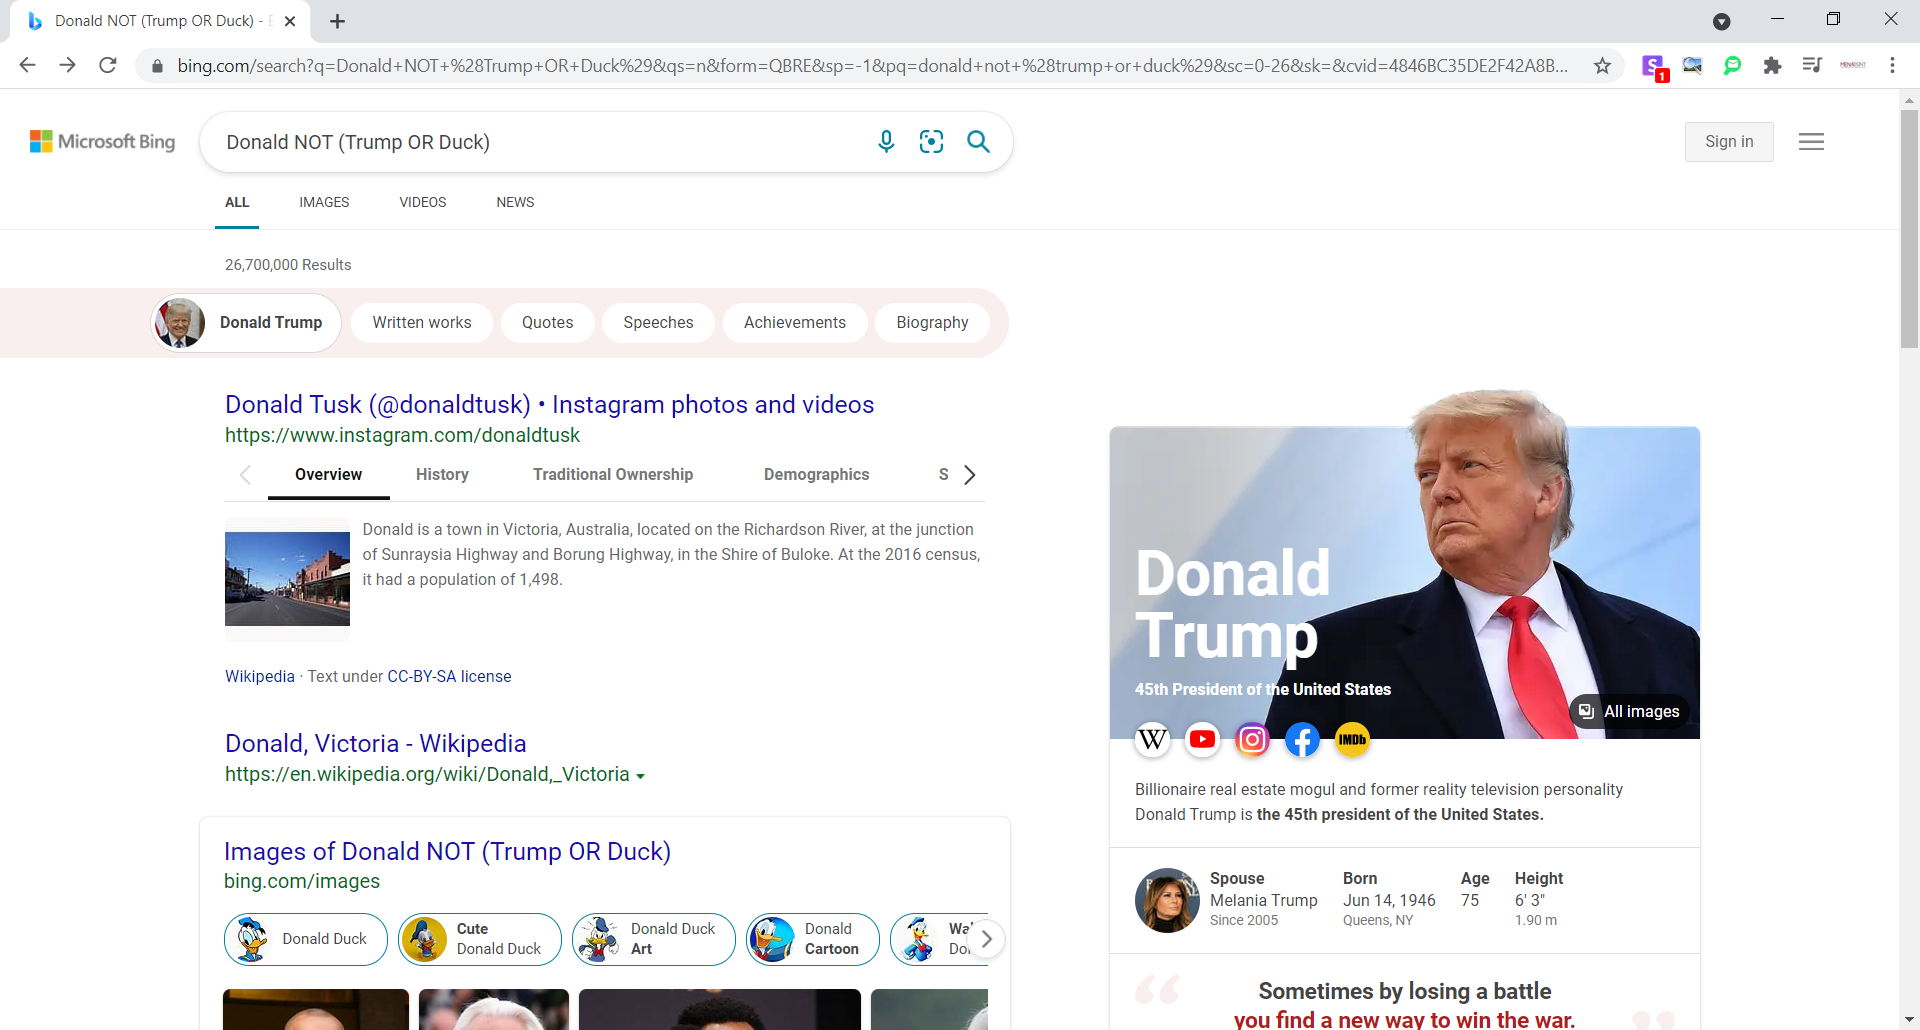 Donald NOT (Trump OR Duck) -
bing.com/search?q=Donald+NOT+%28Trump+OR+Duck%29&qs=n&form=QBRE&sp=-1&pq=donald+not+%28trump+or+duck%29&sc=0-26&sk=&cvid=4846BC35DE2F42A8B...
1
Microsoft Bing
Donald NOT (Trump OR Duck)
Sign in
ALL IMAGES VIDEOS NEWS
26,700,000 Results
Donald Trump Written works Quotes Speeches Achievements Biography
Donald Tusk (@donaldtusk) • Instagram photos and videos
https://www.instagram.com/donaldtusk
Overview History Traditional Ownership Demographics S
Donald is a town in Victoria, Australia, located on the Richardson River, at the junction
of Sunraysia Highway and Borung Highway, in the Shire of Buloke. At the 2016 census,
it had a population of 1,498.
Wikipedia · Text under CC-BY-SA license
Donald, Victoria - Wikipedia
https://en.wikipedia.org/wiki/Donald,_Victoria
Images of Donald NOT (Trump OR Duck)
bing.com/images
Donald Duck
Cute
Donald Duck
Donald Duck
Art
Donald
Cartoon
Donald
Trump
45th President of the United States
All images
W
IMDb
Billionaire real estate mogul and former reality television personality
Donald Trump is the 45th president of the United States.
Spouse Born Age Height
Melania Trump Jun 14, 1946 75 6' 3"
Since 2005 Queens, NY 1.90 m
“ Sometimes by losing a battle
you find a new way to win the war. ”